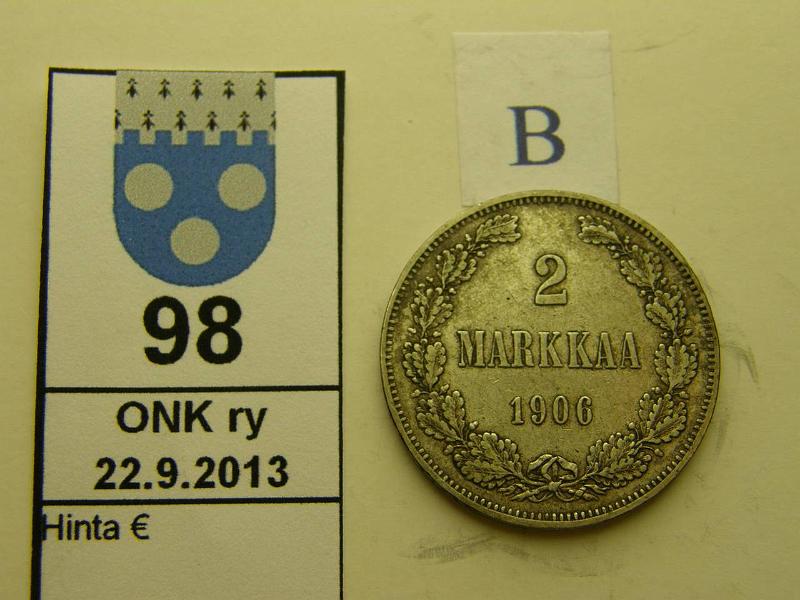 98
ONK ry
22.9.2013
Hinta €
B
2
MARKKAA
1906